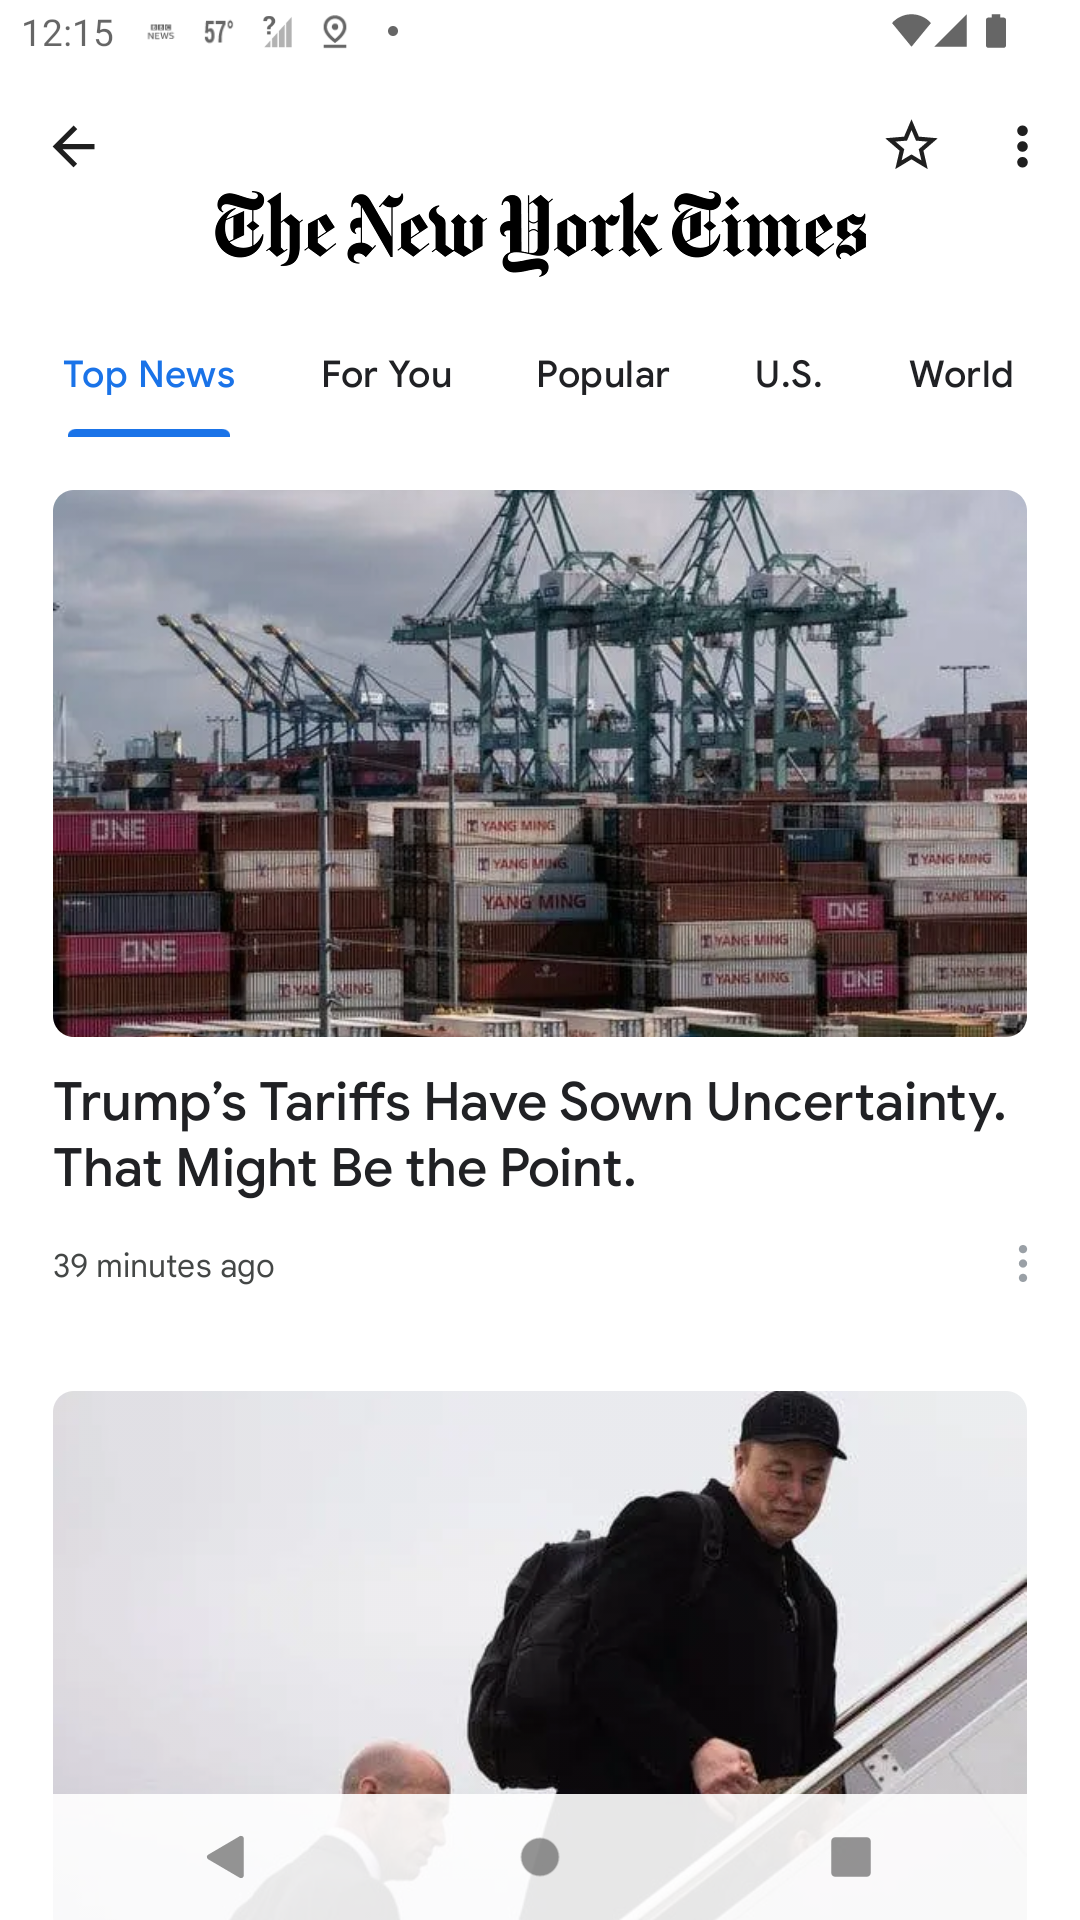 12:15 BBC NEWS 57° ?
The New York Times
Top News For You Popular U.S. World
ONE YANG MING
YANG MING YANG MING
YANG MING ONE YANG MING
ONE YANG MING
YANG MING ONE YANG MING
Trump’s Tariffs Have Sown Uncertainty.
That Might Be the Point.
39 minutes ago